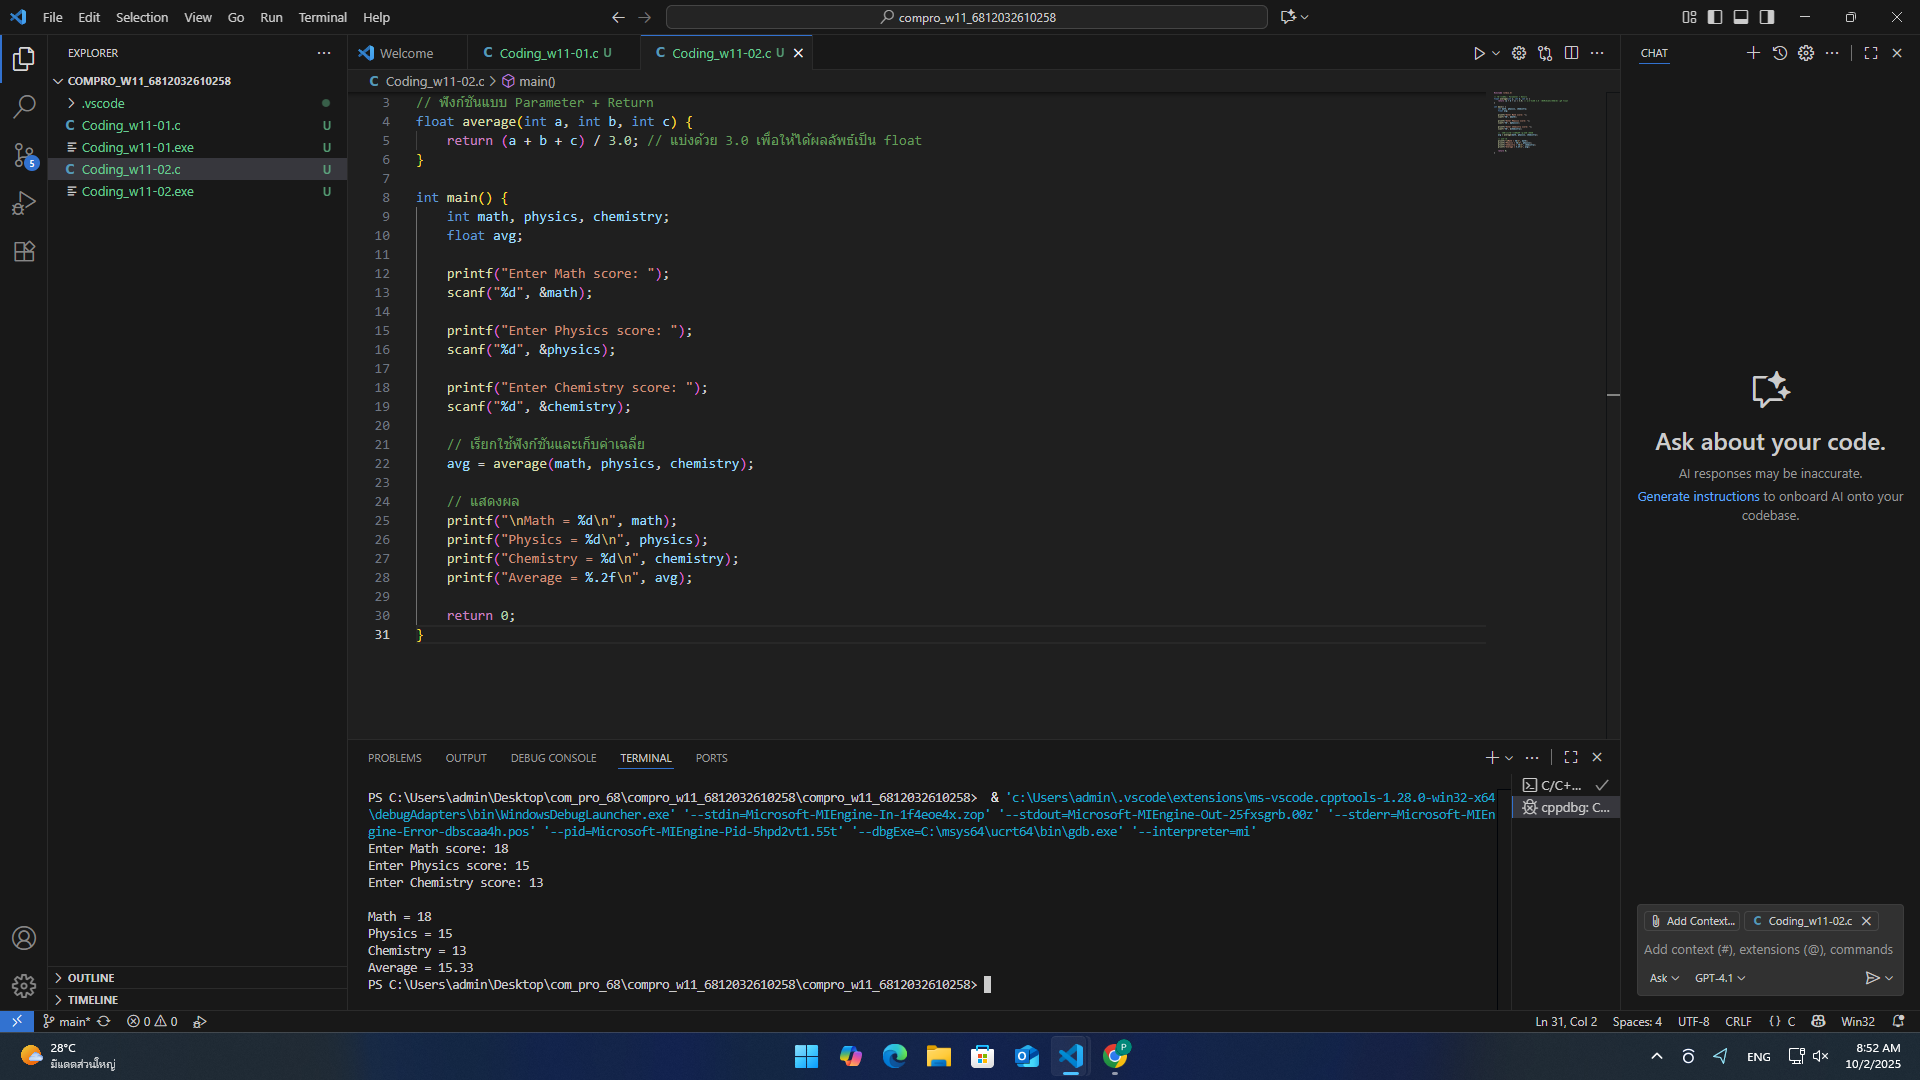 File Edit Selection View Go Run Terminal Help
compro_w11_6812032610258
EXPLORER
COMPRO_W11_6812032610258
.vscode
Coding_w11-01.c U
Coding_w11-01.exe U
Coding_w11-02.c U
Coding_w11-02.exe U
5
OUTLINE
TIMELINE
Welcome
C Coding_w11-01.c U
C Coding_w11-02.c U
C Coding_w11-02.c > main()
3 // ฟังก์ชันแบบ Parameter + Return
4 float average(int a, int b, int c) {
5 return (a + b + c) / 3.0; // แบ่งด้วย 3.0 เพื่อให้ได้ผลลัพธ์เป็น float
6 }
7
8 int main() {
9 int math, physics, chemistry;
10 float avg;
11
12 printf("Enter Math score: ");
13 scanf("%d", &math);
14
15 printf("Enter Physics score: ");
16 scanf("%d", &physics);
17
18 printf("Enter Chemistry score: ");
19 scanf("%d", &chemistry);
20
21 // เรียกใช้ฟังก์ชันและเก็บค่าเฉลี่ย
22 avg = average(math, physics, chemistry);
23
24 // แสดงผล
25 printf("\nMath = %d\n", math);
26 printf("Physics = %d\n", physics);
27 printf("Chemistry = %d\n", chemistry);
28 printf("Average = %.2f\n", avg);
29
30 return 0;
31 }
PROBLEMS OUTPUT DEBUG CONSOLE TERMINAL PORTS
PS C:\Users\admin\Desktop\com_pro_68\compro_w11_6812032610258\compro_w11_6812032610258> & 'c:\Users\admin\.vscode\extensions\ms-vscode.cpptools-1.28.0-win32-x64
\debugAdapters\bin\WindowsDebugLauncher.exe' '--stdin=Microsoft-MIEngine-In-1f4eoe4x.zop' '--stdout=Microsoft-MIEngine-Out-25fxsgrb.00z' '--stderr=Microsoft-MIEn
gine-Error-dbscaa4h.pos' '--pid=Microsoft-MIEngine-Pid-5hpd2vt1.55t' '--dbgExe=C:\msys64\ucrt64\bin\gdb.exe' '--interpreter=mi'
Enter Math score: 18
Enter Physics score: 15
Enter Chemistry score: 13
Math = 18
Physics = 15
Chemistry = 13
Average = 15.33
PS C:\Users\admin\Desktop\com_pro_68\compro_w11_6812032610258\compro_w11_6812032610258>
C/C+...
cppdbg: C...
CHAT
Ask about your code.
AI responses may be inaccurate.
Generate instructions to onboard AI onto your
codebase.
Add Context... C Coding_w11-02.c
Add context (#), extensions (@), commands
Ask GPT-4.1
main* 0 0
Ln 31, Col 2 Spaces: 4 UTF-8 CRLF {} C Win32
28°C
มีแดดส่วนใหญ่
P
ENG
8:52 AM
10/2/2025